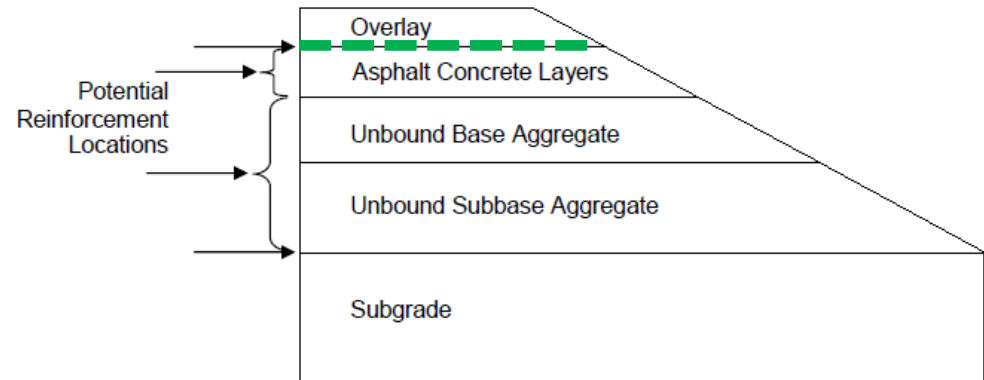 Overlay
Asphalt Concrete Layers
Potential
Reinforcement
Locations
Unbound Base Aggregate
Unbound Subbase Aggregate
Subgrade